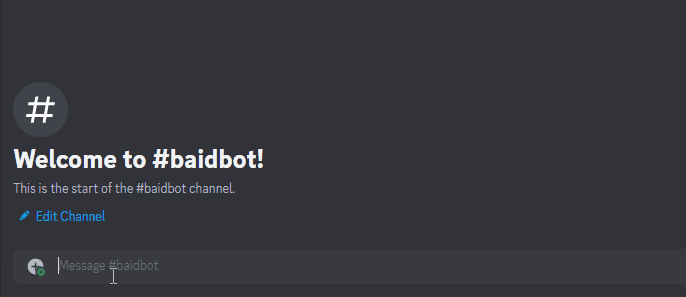 #
Welcome to #baidbot!
This is the start of the #baidbot channel.
Edit Channel
Message #baidbot